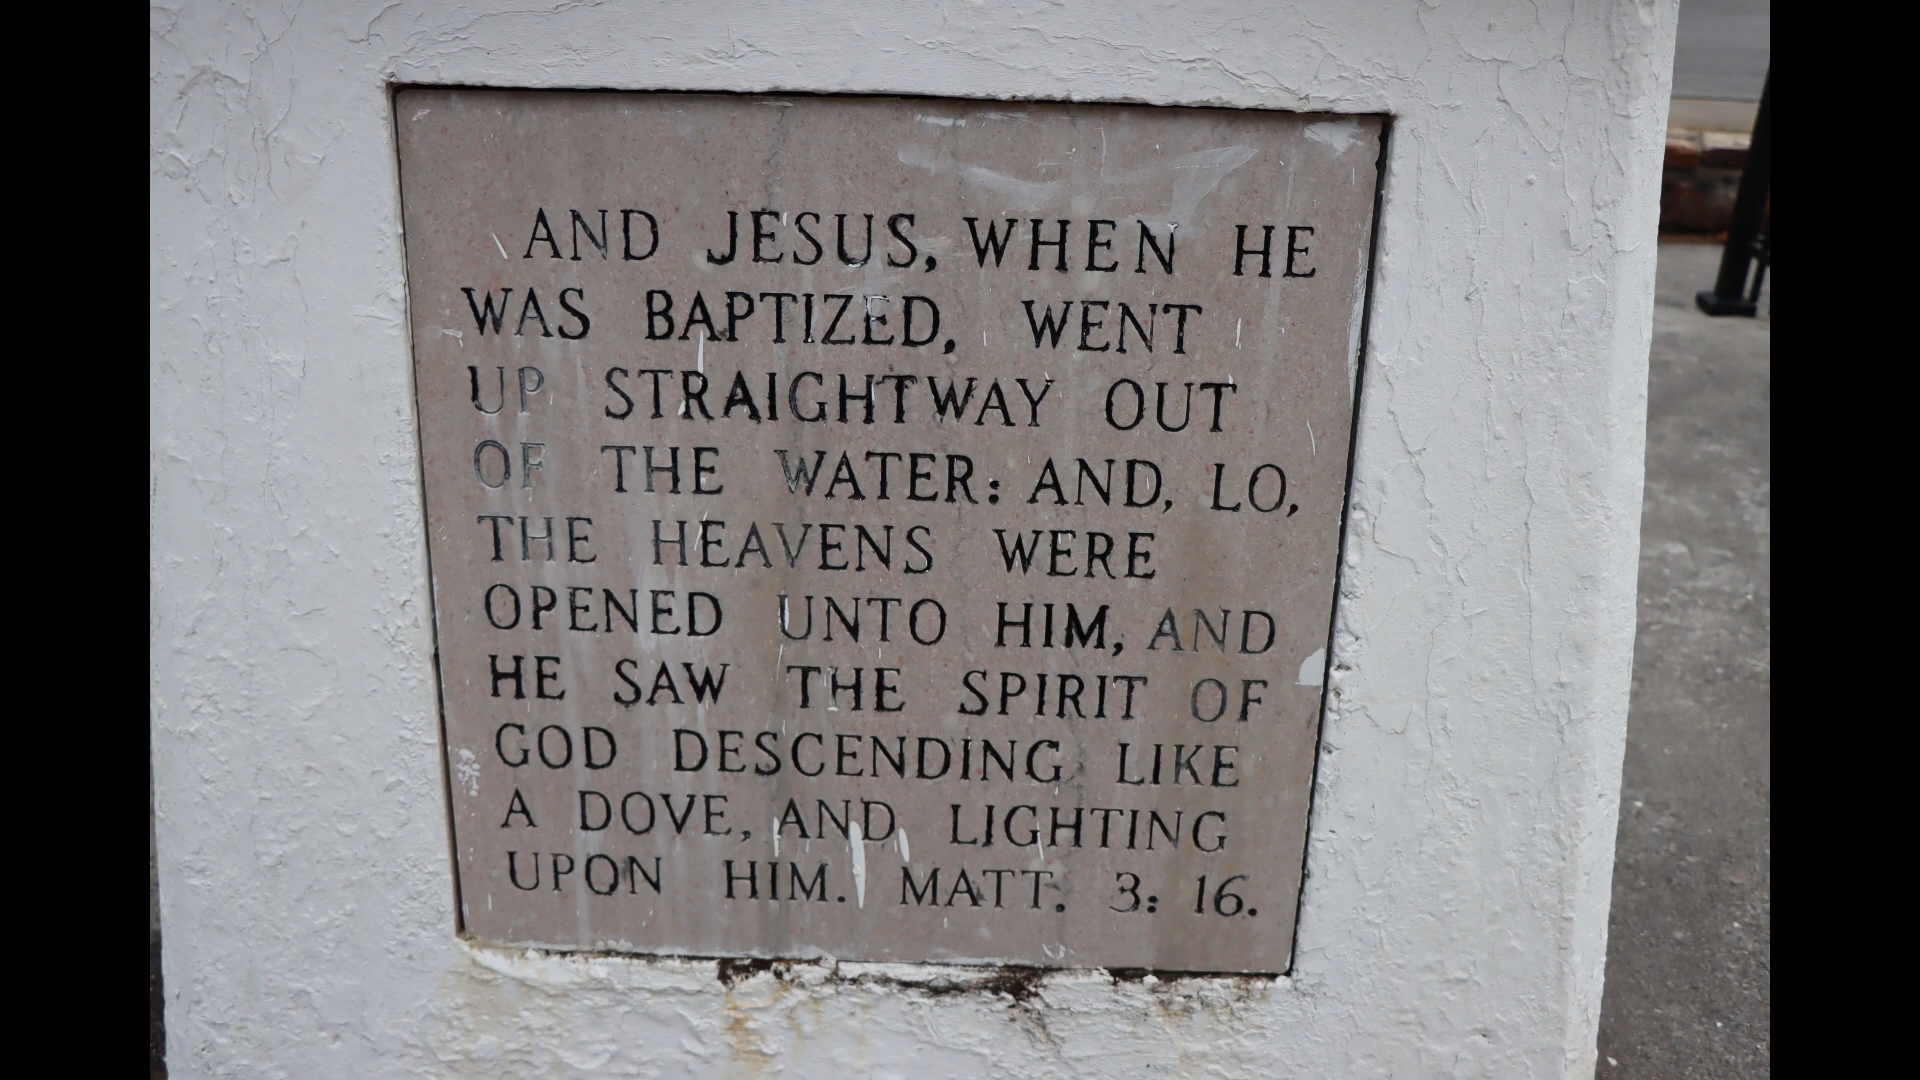 AND JESUS, WHEN HE
WAS BAPTIZED, WENT
UP STRAIGHTWAY OUT
OF THE WATER: AND, LO,
THE HEAVENS WERE
OPENED UNTO HIM, AND
HE SAW THE SPIRIT OF
GOD DESCENDING LIKE
A DOVE, AND LIGHTING
UPON HIM. MATT. 3: 16.